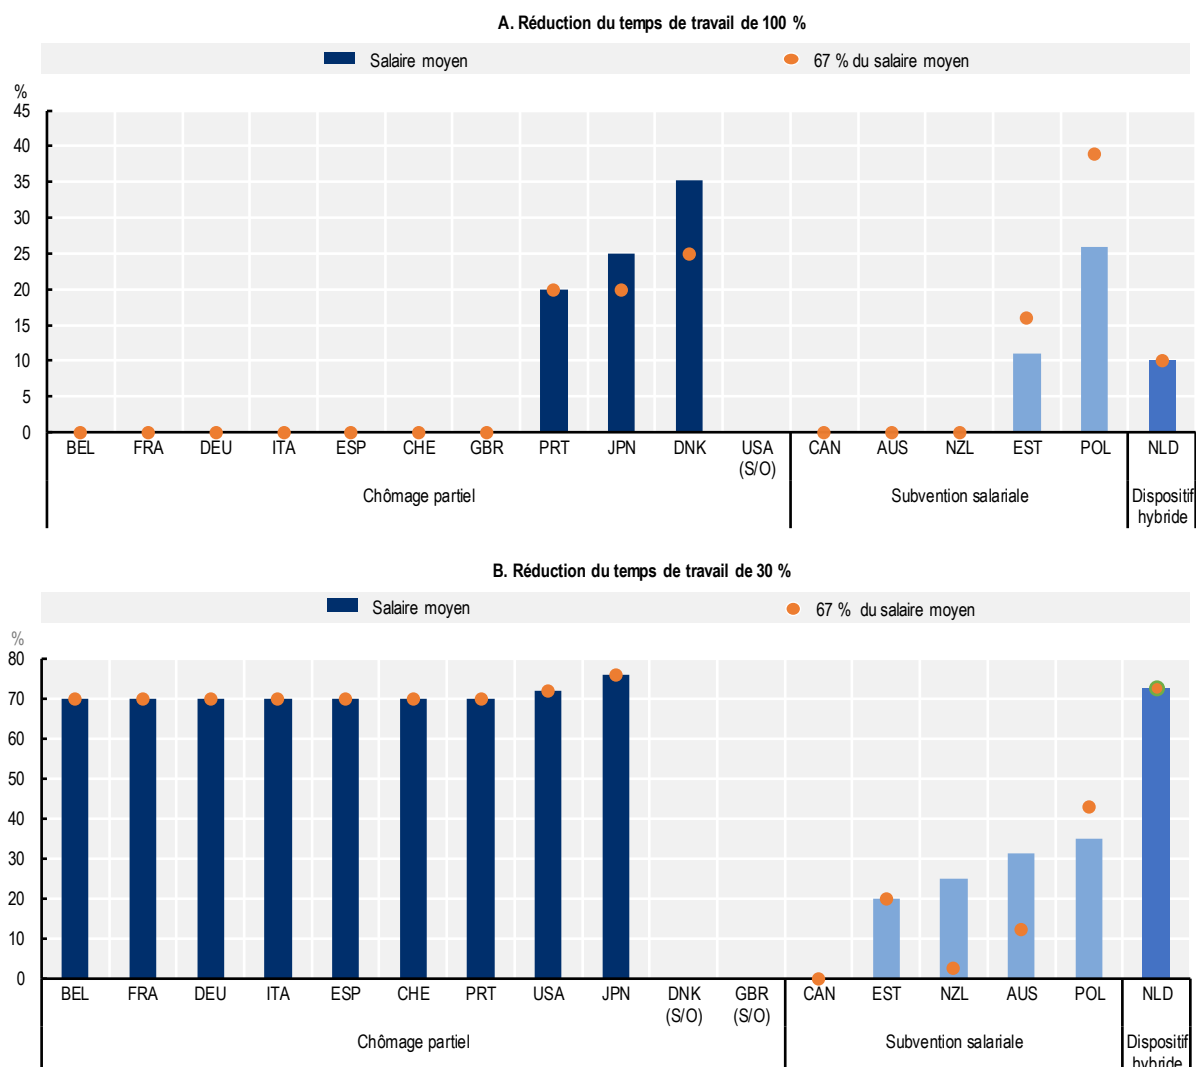 A. Réduction du temps de travail de 100 %
Salaire moyen
67 % du salaire moyen
%
45
40
35
30
25
20
15
10
5
0
BEL FRA DEU ITA ESP CHE GBR PRT JPN DNK USA CAN AUS NZL EST POL NLD
(S/O)
Chômage partiel Subvention salariale Dispositif
hybride
B. Réduction du temps de travail de 30 %
Salaire moyen
67 % du salaire moyen
%
80
70
60
50
40
30
20
10
0
BEL FRA DEU ITA ESP CHE PRT USA JPN DNK GBR CAN EST NZL AUS POL NLD
(S/O) (S/O)
Chômage partiel Subvention salariale Dispositif
hybride